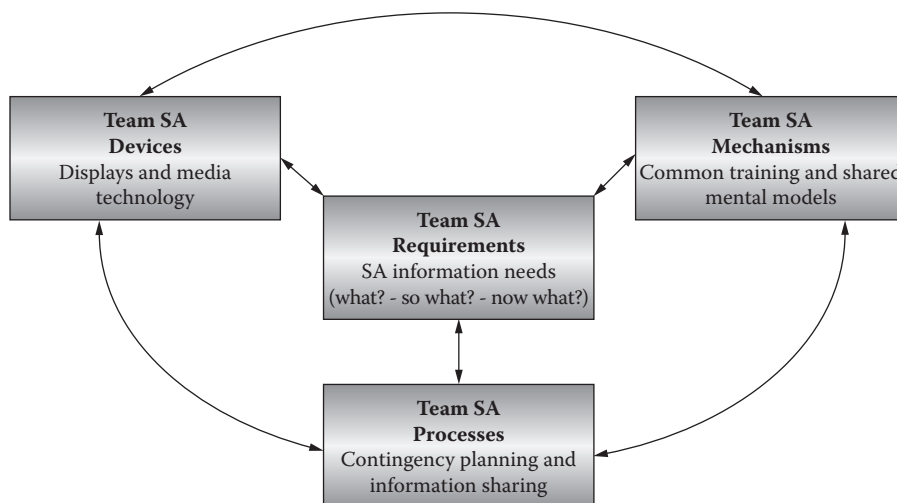 Team SA
Devices
Displays and media
technology
Team SA
Mechanisms
Common training and shared
mental models
Team SA
Requirements
SA information needs
(what? - so what? - now what?)
Team SA
Processes
Contingency planning and
information sharing